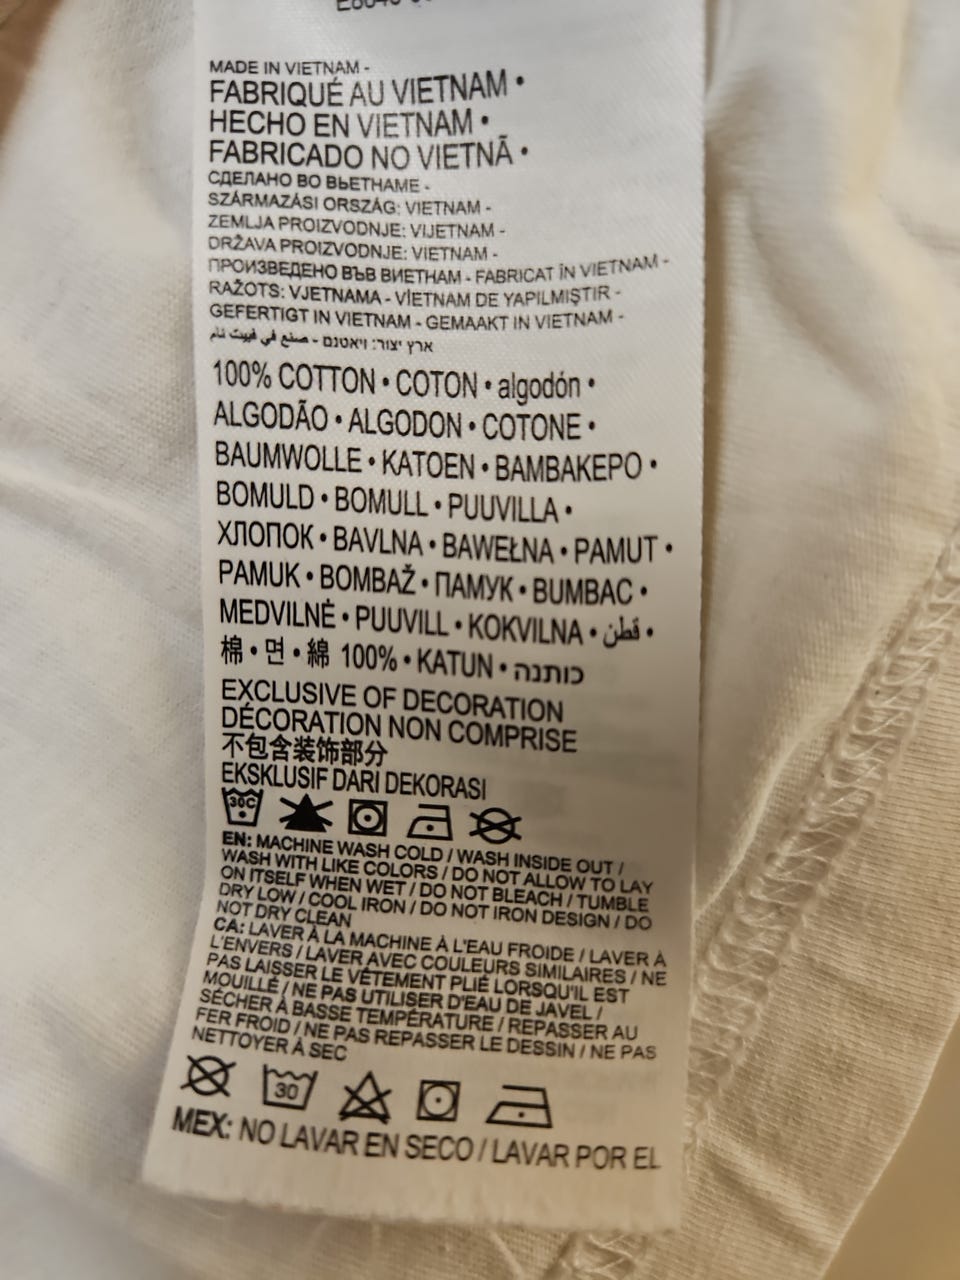 MADE IN VIETNAM -
FABRIQUÉ AU VIETNAM •
HECHO EN VIETNAM •
FABRICADO NO VIETNÃ •
СДЕЛАНО ВО ВЬЕТНАМЕ -
SZÁRMAZÁSI ORSZÁG: VIETNAM -
ZEMLJA PROIZVODNJE: VIJETNAM -
DRŽAVA PROIZVODNJE: VIETNAM -
ПРОИЗВЕДЕНО ВЪВ ВИЕТНАМ - FABRICAT ÎN VIETNAM -
RAŽOTS: VJETNAMA - VİETNAM DE YAPILMIŞTIR -
GEFERTIGT IN VIETNAM - GEMAAKT IN VIETNAM -
ארץ יצור: ויאטנם - صنع في فييت نام
100% COTTON • COTON • algodón •
ALGODÃO • ALGODON • COTONE •
BAUMWOLLE • KATOEN • ΒΑΜΒΑΚΕΡΟ •
BOMULD • BOMULL • PUUVILLA •
ХЛОПОК • BAVLNA • BAWEŁNA • PAMUT •
PAMUK • BOMBAŽ • ПАМУК • BUMBAC •
MEDVILNĖ • PUUVILL • KOKVILNA • قطن •
棉 • 면 • 綿 100% • KATUN • כותנה
EXCLUSIVE OF DECORATION
DÉCORATION NON COMPRISE
不包含装饰部分
EKSKLUSIF DARI DEKORASI
30C
EN: MACHINE WASH COLD / WASH INSIDE OUT /
WASH WITH LIKE COLORS / DO NOT ALLOW TO LAY
ON ITSELF WHEN WET / DO NOT BLEACH / TUMBLE
DRY LOW / COOL IRON / DO NOT IRON DESIGN / DO
NOT DRY CLEAN
CA: LAVER À LA MACHINE À L'EAU FROIDE / LAVER À
L'ENVERS / LAVER AVEC COULEURS SIMILAIRES / NE
PAS LAISSER LE VÊTEMENT PLIÉ LORSQU'IL EST
MOUILLÉ / NE PAS UTILISER D'EAU DE JAVEL /
SÉCHER À BASSE TEMPÉRATURE / REPASSER AU
FER FROID / NE PAS REPASSER LE DESSIN / NE PAS
NETTOYER À SEC
30
MEX: NO LAVAR EN SECO / LAVAR POR EL